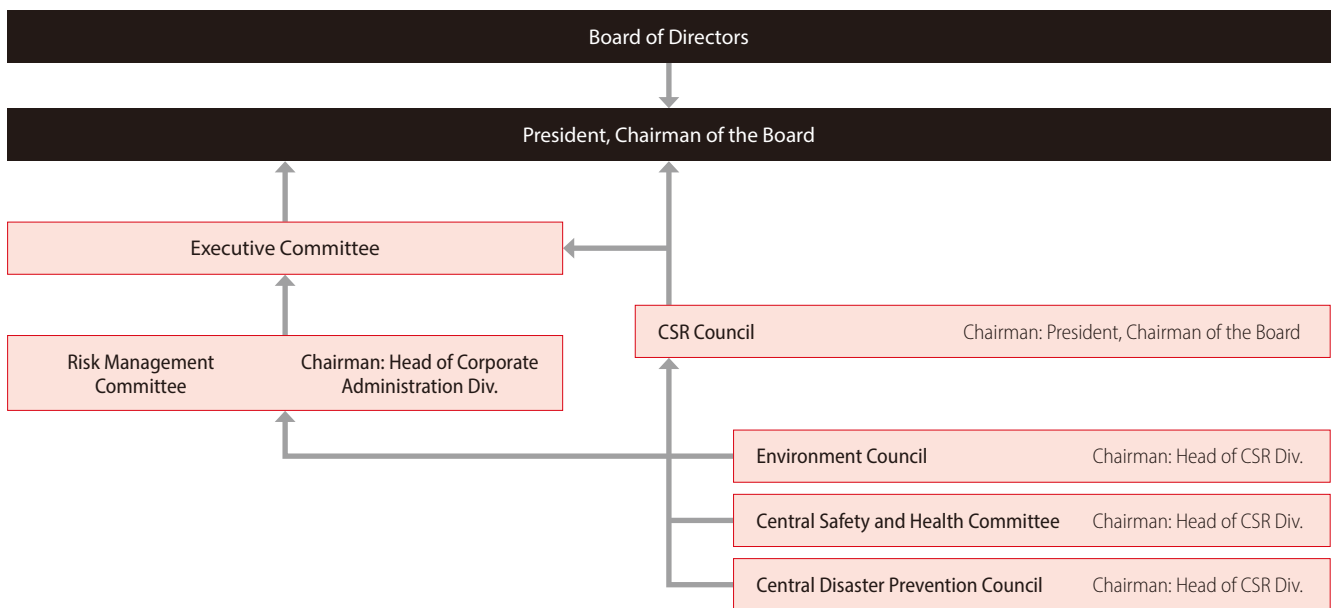 Board of Directors
President, Chairman of the Board
Executive Committee
CSR Council
Chairman: President, Chairman of the Board
Risk Management
Committee
Chairman: Head of Corporate
Administration Div.
Environment Council
Chairman: Head of CSR Div.
Central Safety and Health Committee
Chairman: Head of CSR Div.
Central Disaster Prevention Council
Chairman: Head of CSR Div.